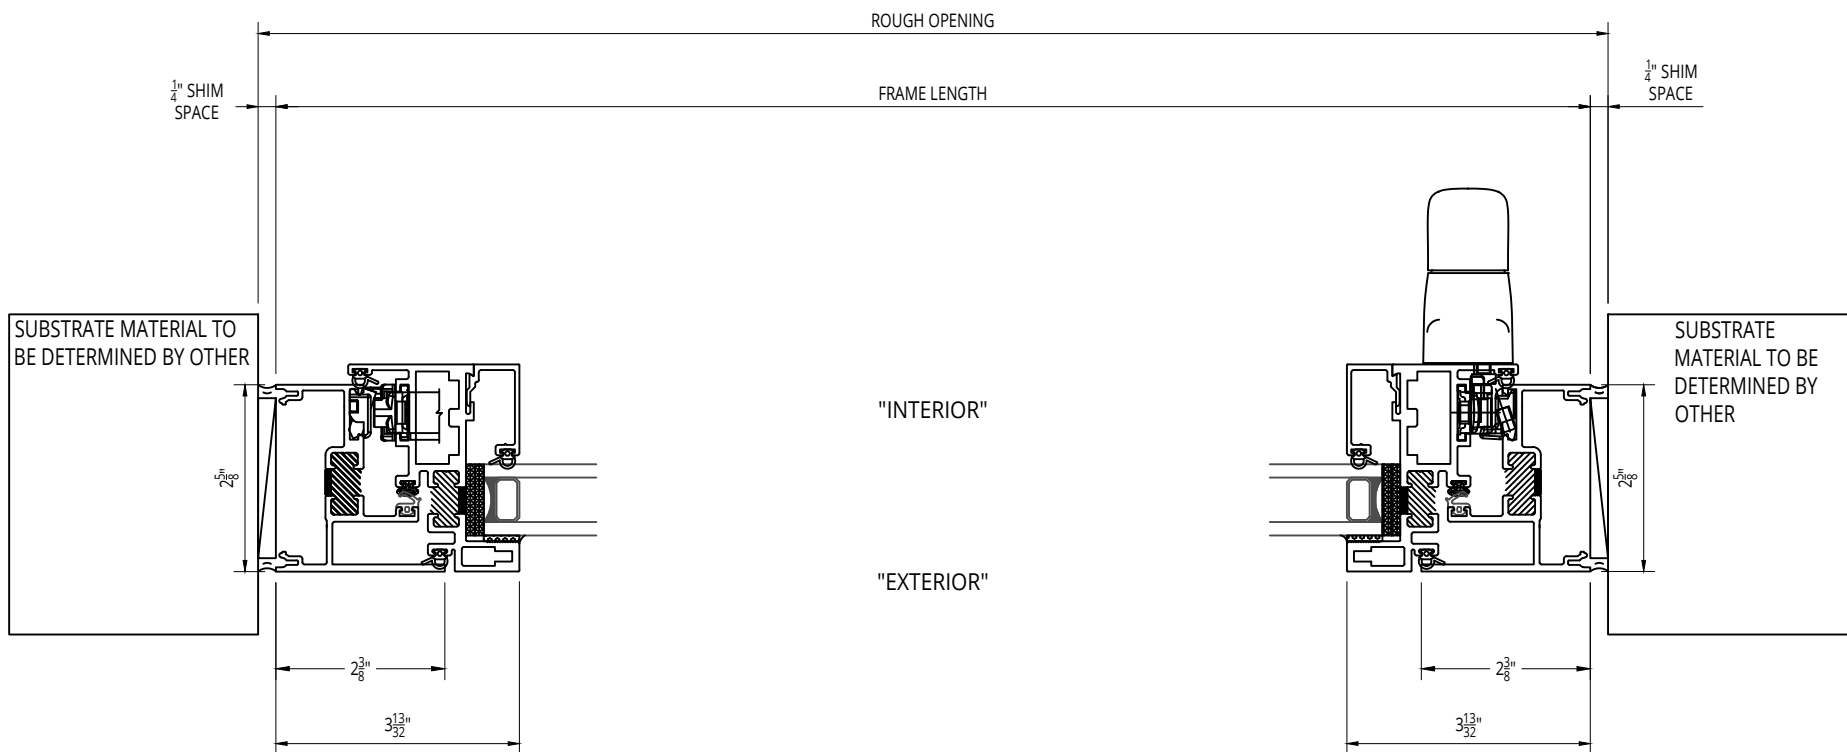 ROUGH OPENING
1/4" SHIM
SPACE
FRAME LENGTH
1/4" SHIM
SPACE
SUBSTRATE MATERIAL TO
BE DETERMINED BY OTHER
SUBSTRATE
MATERIAL TO BE
DETERMINED BY
OTHER
"INTERIOR"
2 5/8"
2 5/8"
"EXTERIOR"
2 3/8"
2 3/8"
3 13/32"
3 13/32"